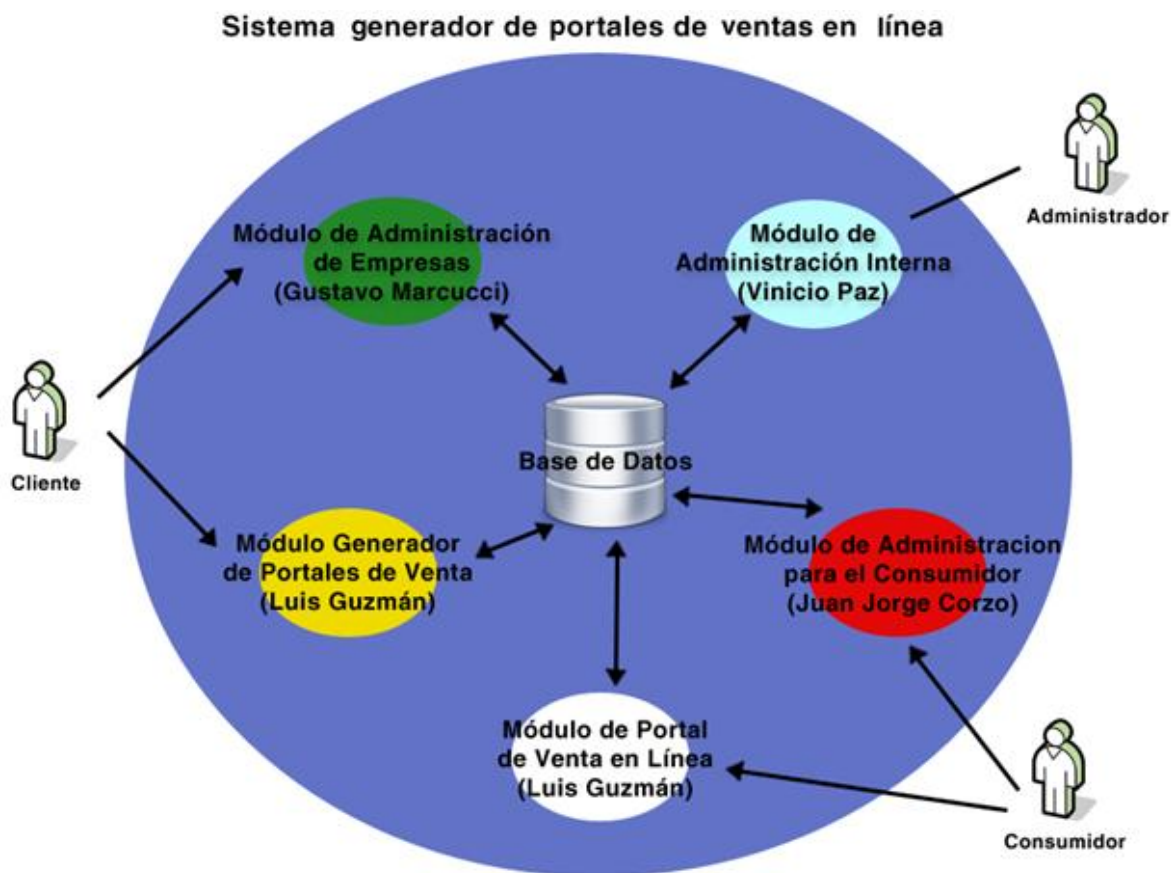 Sistema generador de portales de ventas en línea
Administrador
Módulo de Administración
de Empresas
(Gustavo Marcucci)
Módulo de
Administración Interna
(Vinicio Paz)
Cliente
Base de Datos
Módulo Generador
de Portales de Venta
(Luis Guzmán)
Módulo de Administracion
para el Consumidor
(Juan Jorge Corzo)
Módulo de Portal
de Venta en Línea
(Luis Guzmán)
Consumidor